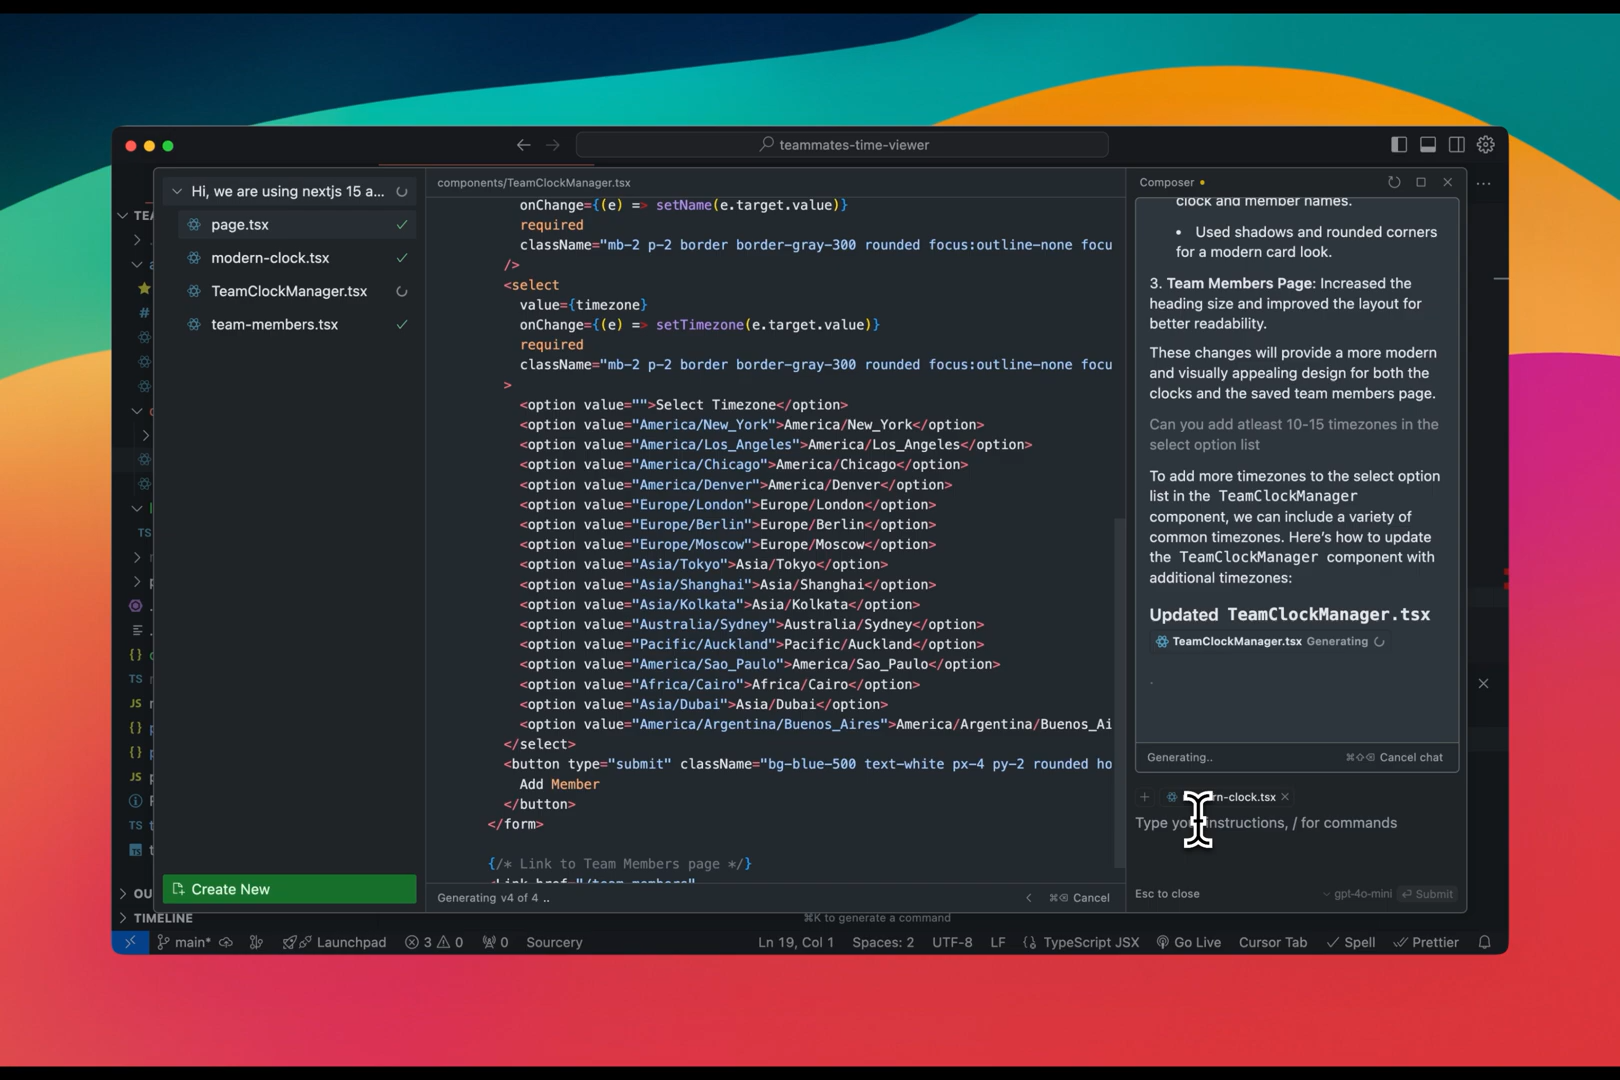 teammates-time-viewer
Hi, we are using nextjs 15 a...
page.tsx
modern-clock.tsx
TeamClockManager.tsx
team-members.tsx
Create New
TEA
OU
TIMELINE
components/TeamClockManager.tsx
onChange={(e) => setName(e.target.value)}
required
className="mb-2 p-2 border border-gray-300 rounded focus:outline-none focu
/>
<select
value={timezone}
onChange={(e) => setTimezone(e.target.value)}
required
className="mb-2 p-2 border border-gray-300 rounded focus:outline-none focu
>
<option value="">Select Timezone</option>
<option value="America/New_York">America/New_York</option>
<option value="America/Los_Angeles">America/Los_Angeles</option>
<option value="America/Chicago">America/Chicago</option>
<option value="America/Denver">America/Denver</option>
<option value="Europe/London">Europe/London</option>
<option value="Europe/Berlin">Europe/Berlin</option>
<option value="Europe/Moscow">Europe/Moscow</option>
<option value="Asia/Tokyo">Asia/Tokyo</option>
<option value="Asia/Shanghai">Asia/Shanghai</option>
<option value="Asia/Kolkata">Asia/Kolkata</option>
<option value="Australia/Sydney">Australia/Sydney</option>
<option value="Pacific/Auckland">Pacific/Auckland</option>
<option value="America/Sao_Paulo">America/Sao_Paulo</option>
<option value="Africa/Cairo">Africa/Cairo</option>
<option value="Asia/Dubai">Asia/Dubai</option>
<option value="America/Argentina/Buenos_Aires">America/Argentina/Buenos_Ai
</select>
<button type="submit" className="bg-blue-500 text-white px-4 py-2 rounded ho
Add Member
</button>
</form>
{/* Link to Team Members page */}
Generating v4 of 4 ..
⌘⌫ Cancel
Composer
clock and member names.
• Used shadows and rounded corners
for a modern card look.
3. Team Members Page: Increased the
heading size and improved the layout for
better readability.
These changes will provide a more modern
and visually appealing design for both the
clocks and the saved team members page.
Can you add atleast 10-15 timezones in the
select option list
To add more timezones to the select option
list in the TeamClockManager
component, we can include a variety of
common timezones. Here's how to update
the TeamClockManager component with
additional timezones:
Updated TeamClockManager.tsx
TeamClockManager.tsx Generating
Generating..
⌘⇧⌫ Cancel chat
rn-clock.tsx
Type your instructions, / for commands
Esc to close
gpt-4o-mini
Submit
⌘K to generate a command
main*
Launchpad
3
0
0
Sourcery
Ln 19, Col 1
Spaces: 2
UTF-8
LF
TypeScript JSX
Go Live
Cursor Tab
Spell
Prettier